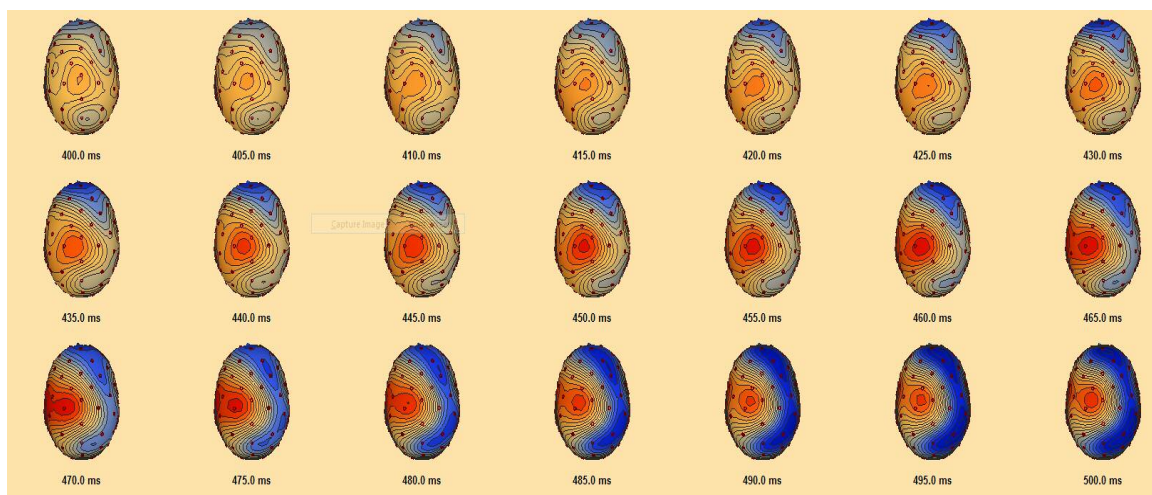 400.0 ms 405.0 ms 410.0 ms 415.0 ms 420.0 ms 425.0 ms 430.0 ms
Capture Image
435.0 ms 440.0 ms 445.0 ms 450.0 ms 455.0 ms 460.0 ms 465.0 ms
470.0 ms 475.0 ms 480.0 ms 485.0 ms 490.0 ms 495.0 ms 500.0 ms